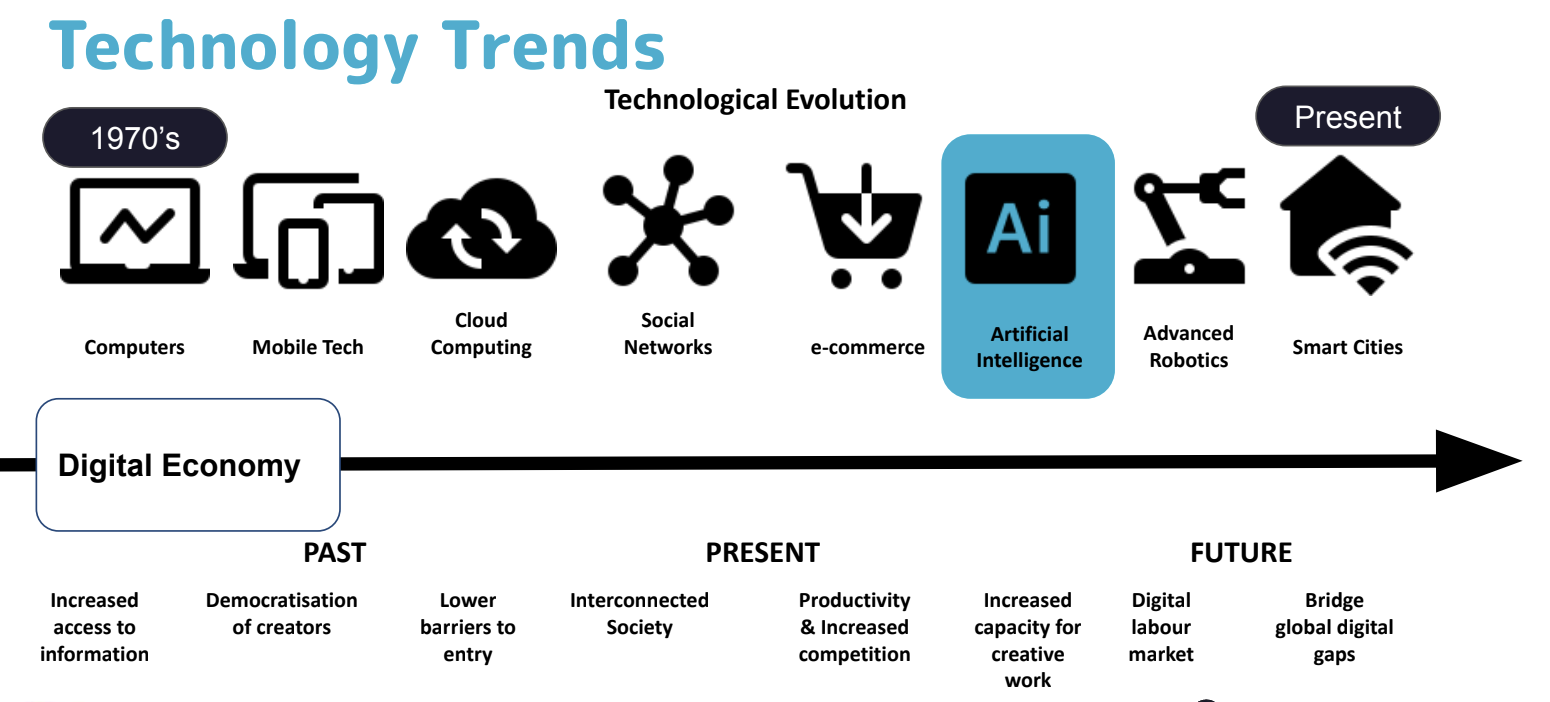 Technology Trends
Technological Evolution
1970's
Present
Ai
Computers
Mobile Tech
Cloud
Computing
Social
Networks
e-commerce
Artificial
Intelligence
Advanced
Robotics
Smart Cities
Digital Economy
PAST
PRESENT
FUTURE
Increased
access to
information
Democratisation
of creators
Lower
barriers to
entry
Interconnected
Society
Productivity
& Increased
competition
Increased
capacity for
creative
work
Digital
labour
market
Bridge
global digital
gaps